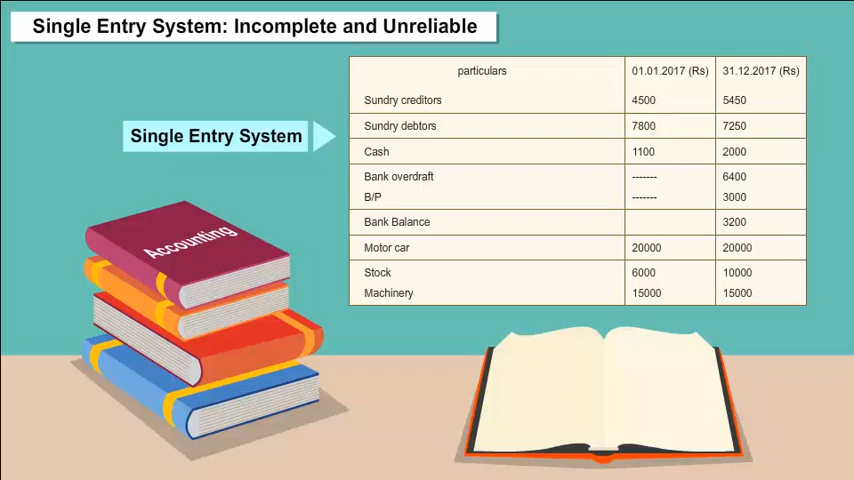 Single Entry System: Incomplete and Unreliable
particulars 01.01.2017 (Rs) 31.12.2017 (Rs)
Sundry creditors 4500 5450
Single Entry System
Sundry debtors 7800 7250
Cash 1100 2000
Bank overdraft ------- 6400
B/P ------- 3000
Bank Balance 3200
Motor car 20000 20000
Stock 6000 10000
Machinery 15000 15000
Accounting